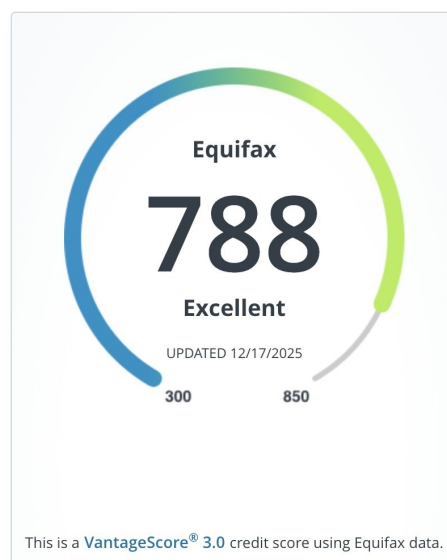 Equifax
788
Excellent
UPDATED 12/17/2025
300 850
This is a VantageScore® 3.0 credit score using Equifax data.